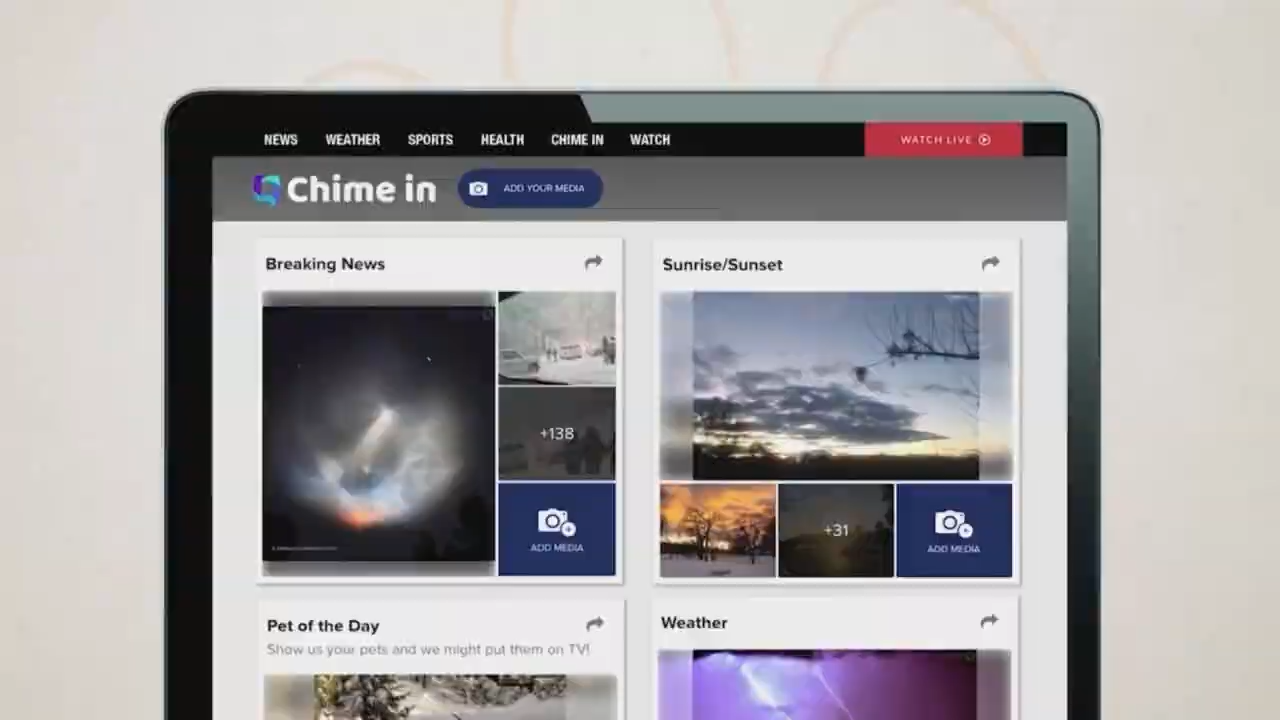 NEWS WEATHER SPORTS HEALTH CHIME IN WATCH WATCH LIVE
Chime in ADD YOUR MEDIA
Breaking News
+138
ADD MEDIA
Sunrise/Sunset
+31
ADD MEDIA
Pet of the Day
Show us your pets and we might put them on TV!
Weather